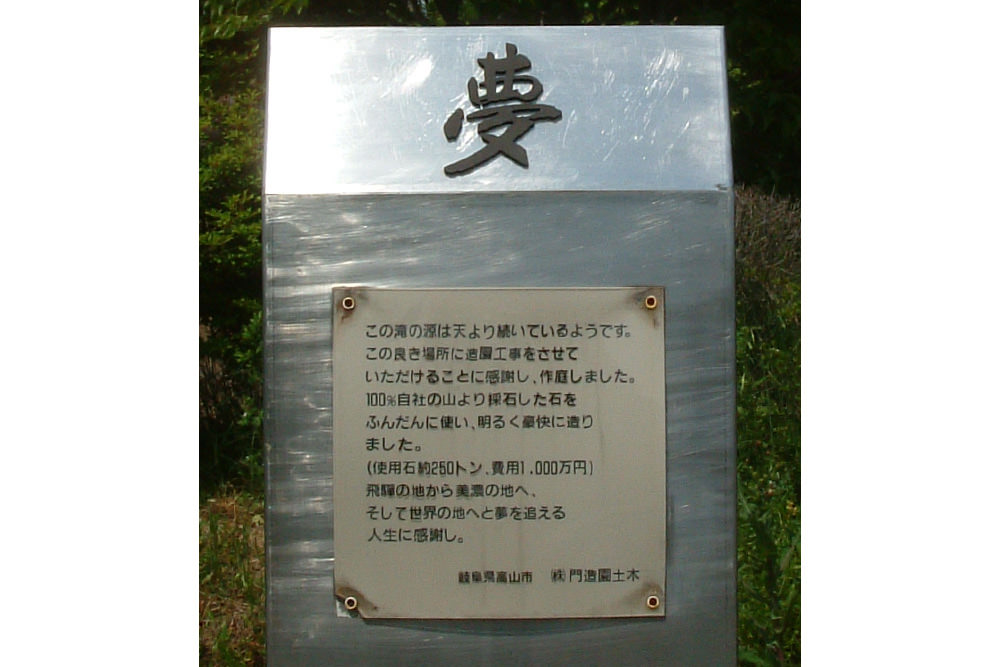 夢
この滝の源は天より続いているようです。
この良き場所に造園工事をさせて
いただけることに感謝し、作庭しました。
100%自社の山より採石した石を
ふんだんに使い、明るく豪快に造り
ました。
(使用石約250トン、費用1,000万円)
飛騨の地から美濃の地へ、
そして世界の地へと夢を追える
人生に感謝し。
岐阜県高山市 ㈱門造園土木